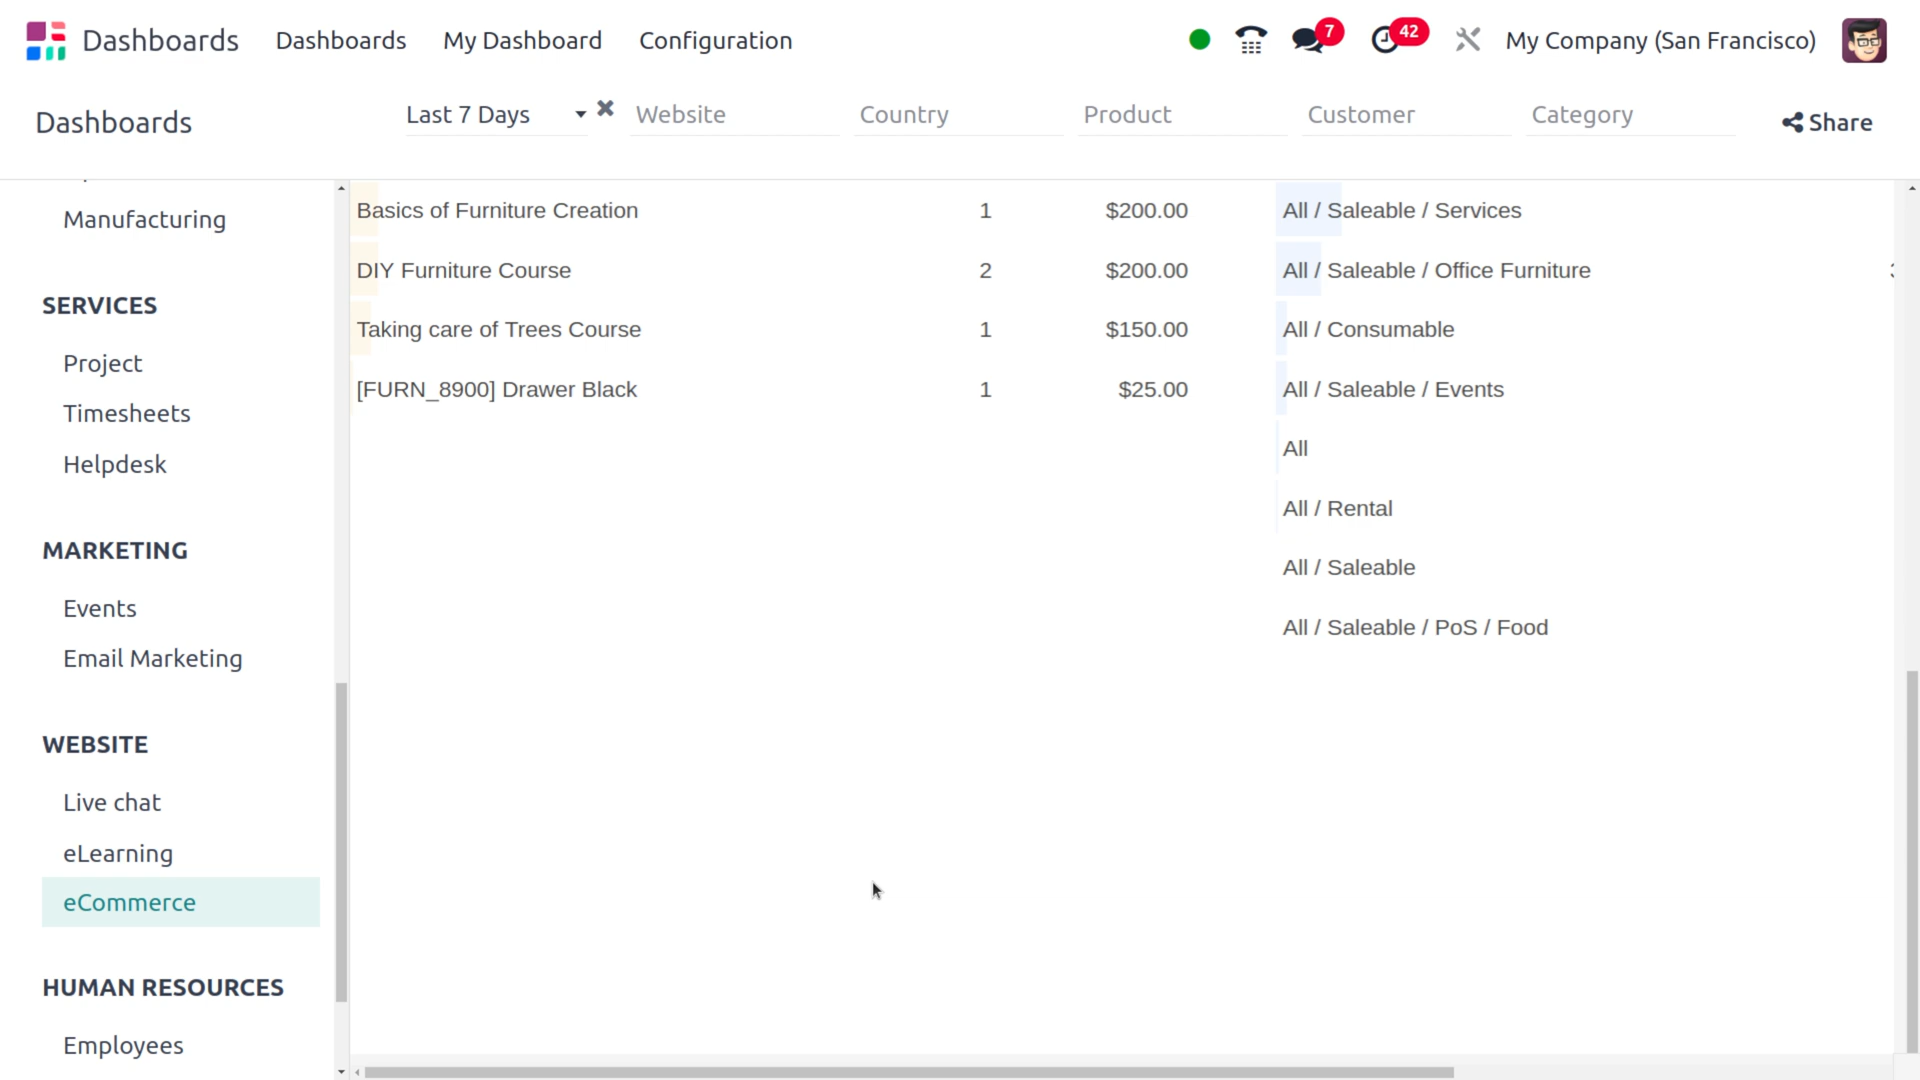 Dashboards Dashboards My Dashboard Configuration 7 42 My Company (San Francisco)
Dashboards Last 7 Days Website Country Product Customer Category Share
Manufacturing
SERVICES
Project
Timesheets
Helpdesk
MARKETING
Events
Email Marketing
WEBSITE
Live chat
eLearning
eCommerce
HUMAN RESOURCES
Employees
Basics of Furniture Creation 1 $200.00 All / Saleable / Services
DIY Furniture Course 2 $200.00 All / Saleable / Office Furniture
Taking care of Trees Course 1 $150.00 All / Consumable
[FURN_8900] Drawer Black 1 $25.00 All / Saleable / Events
All
All / Rental
All / Saleable
All / Saleable / PoS / Food